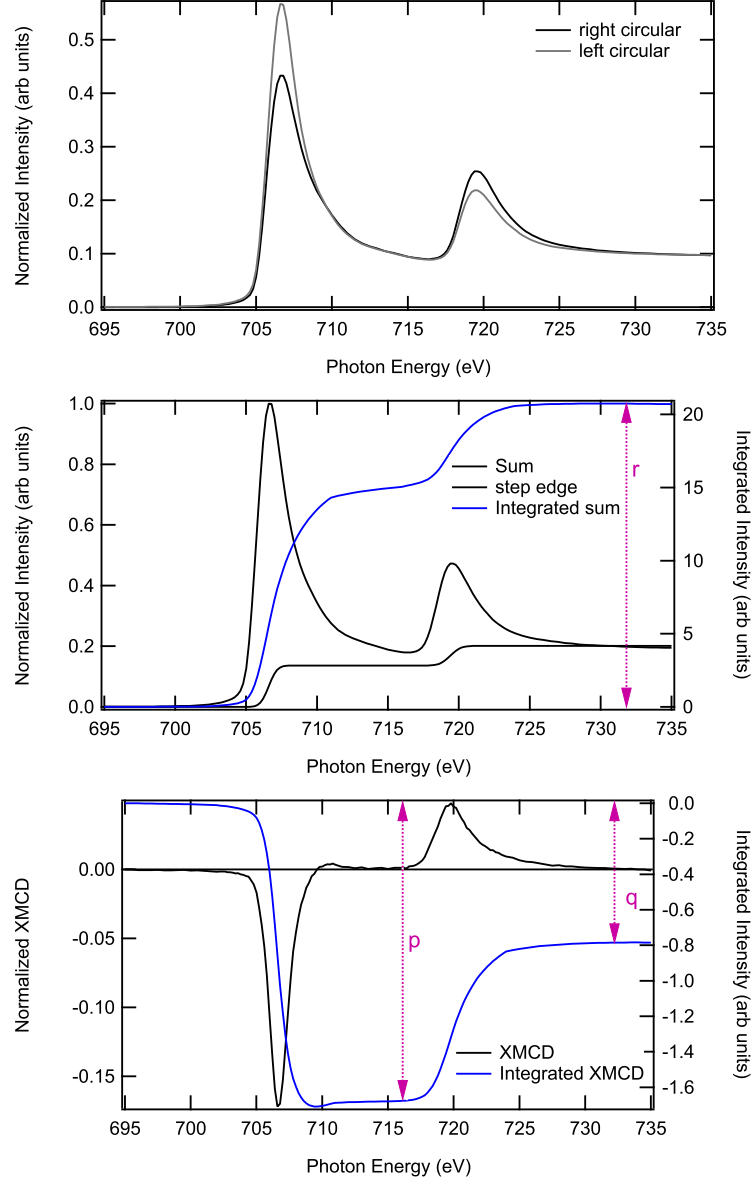 Normalized Intensity (arb units)
0.5
0.4
0.3
0.2
0.1
0.0
right circular
left circular
695 700 705 710 715 720 725 730 735
Photon Energy (eV)
Normalized Intensity (arb units)
1.0
0.8
0.6
0.4
0.2
0.0
Sum
step edge
Integrated sum
r
20
15
10
5
0
Integrated Intensity (arb units)
695 700 705 710 715 720 725 730 735
Photon Energy (eV)
Normalized XMCD
0.00
-0.05
-0.10
-0.15
p
q
XMCD
Integrated XMCD
0.0
-0.2
-0.4
-0.6
-0.8
-1.0
-1.2
-1.4
-1.6
Integrated Intensity (arb units)
695 700 705 710 715 720 725 730 735
Photon Energy (eV)